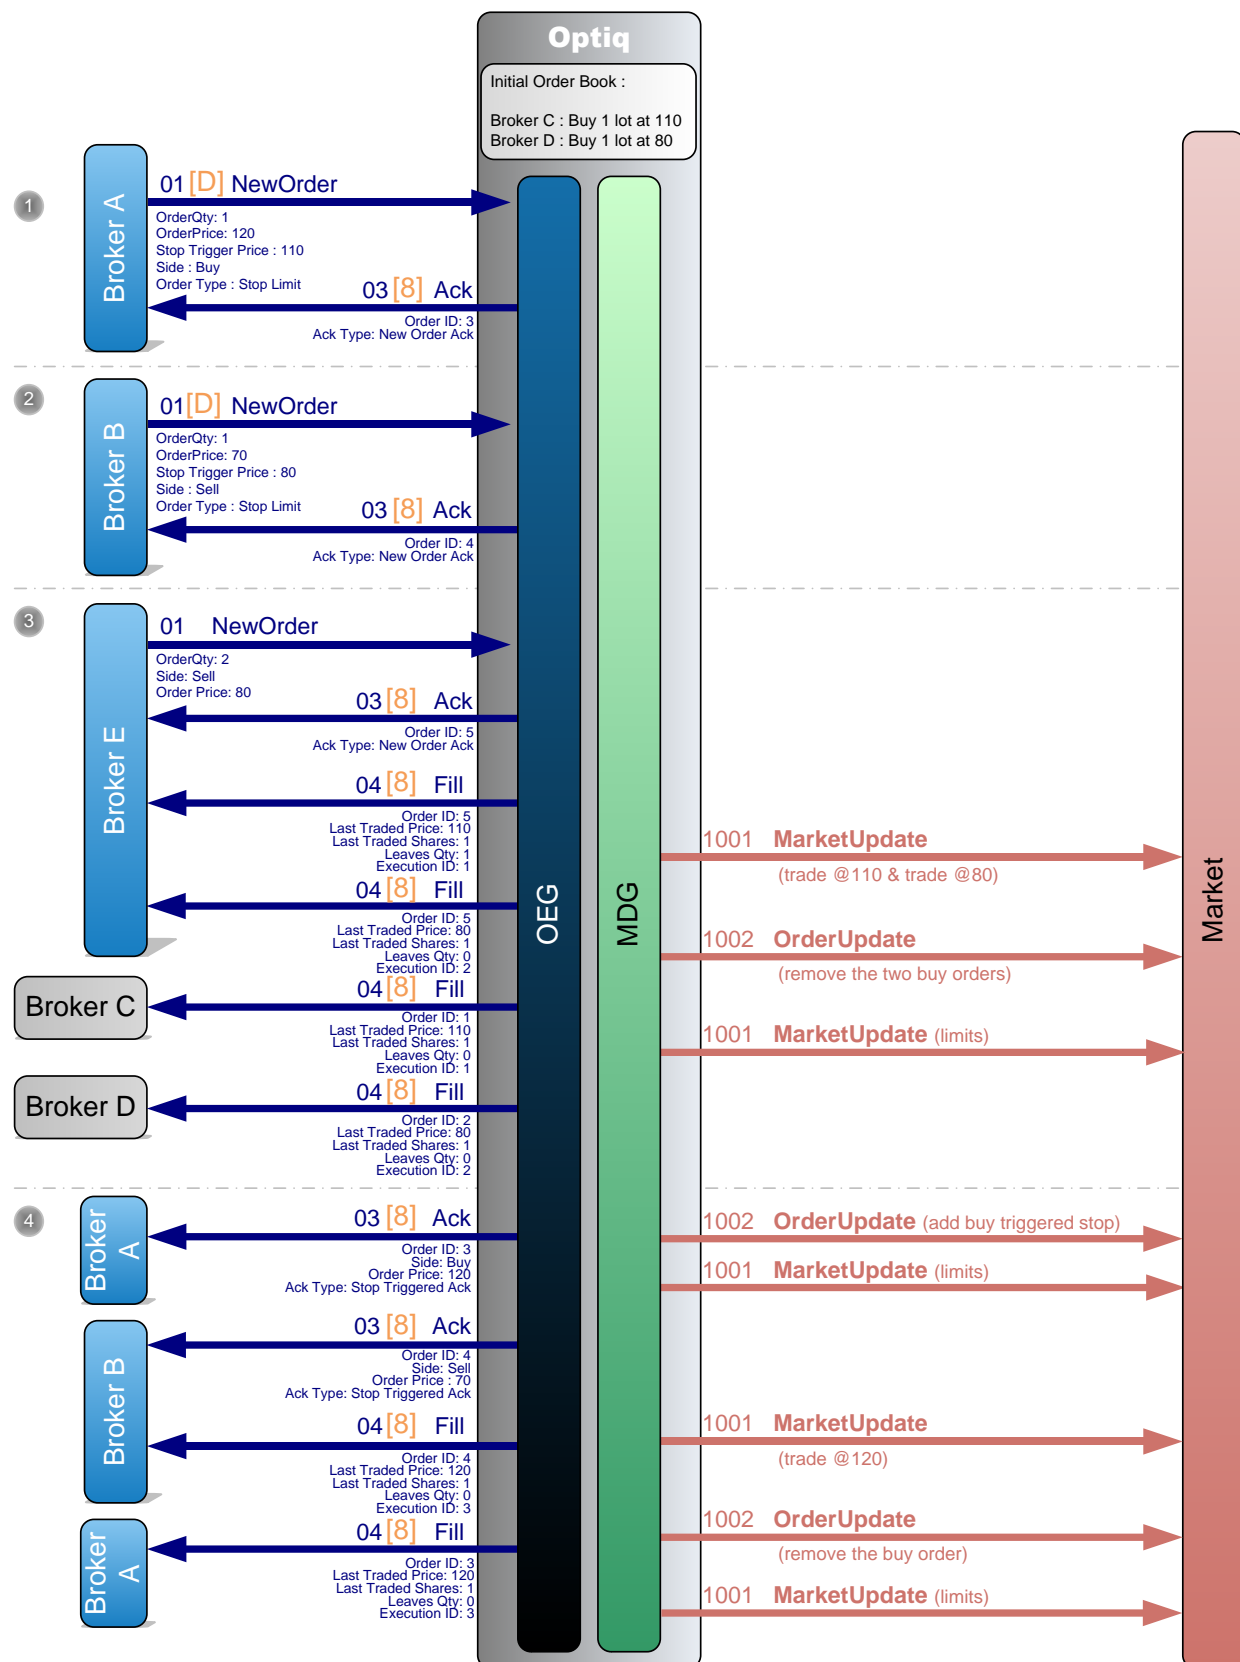 Optiq
Initial Order Book :
Broker C : Buy 1 lot at 110
Broker D : Buy 1 lot at 80
1
Broker A
01 [D] NewOrder
OrderQty: 1
OrderPrice: 120
Stop Trigger Price : 110
Side : Buy
Order Type : Stop Limit
03 [8] Ack
Order ID: 3
Ack Type: New Order Ack
2
Broker B
01 [D] NewOrder
OrderQty: 1
OrderPrice: 70
Stop Trigger Price : 80
Side : Sell
Order Type : Stop Limit
03 [8] Ack
Order ID: 4
Ack Type: New Order Ack
3
Broker E
01 NewOrder
OrderQty: 2
Side: Sell
Order Price: 80
03 [8] Ack
Order ID: 5
Ack Type: New Order Ack
04 [8] Fill
Order ID: 5
Last Traded Price: 110
Last Traded Shares: 1
Leaves Qty: 1
Execution ID: 1
04 [8] Fill
Order ID: 5
Last Traded Price: 80
Last Traded Shares: 1
Leaves Qty: 0
Execution ID: 2
Broker C
04 [8] Fill
Order ID: 1
Last Traded Price: 110
Last Traded Shares: 1
Leaves Qty: 0
Execution ID: 1
Broker D
04 [8] Fill
Order ID: 2
Last Traded Price: 80
Last Traded Shares: 1
Leaves Qty: 0
Execution ID: 2
OEG
MDG
1001 MarketUpdate
(trade @110 & trade @80)
1002 OrderUpdate
(remove the two buy orders)
1001 MarketUpdate (limits)
Market
4
Broker
A
03 [8] Ack
Order ID: 3
Side: Buy
Order Price: 120
Ack Type: Stop Triggered Ack
1002 OrderUpdate (add buy triggered stop)
1001 MarketUpdate (limits)
Broker B
03 [8] Ack
Order ID: 4
Side: Sell
Order Price : 70
Ack Type: Stop Triggered Ack
04 [8] Fill
Order ID: 4
Last Traded Price: 120
Last Traded Shares: 1
Leaves Qty: 0
Execution ID: 3
1001 MarketUpdate
(trade @120)
Broker
A
04 [8] Fill
Order ID: 3
Last Traded Price: 120
Last Traded Shares: 1
Leaves Qty: 0
Execution ID: 3
1002 OrderUpdate
(remove the buy order)
1001 MarketUpdate (limits)